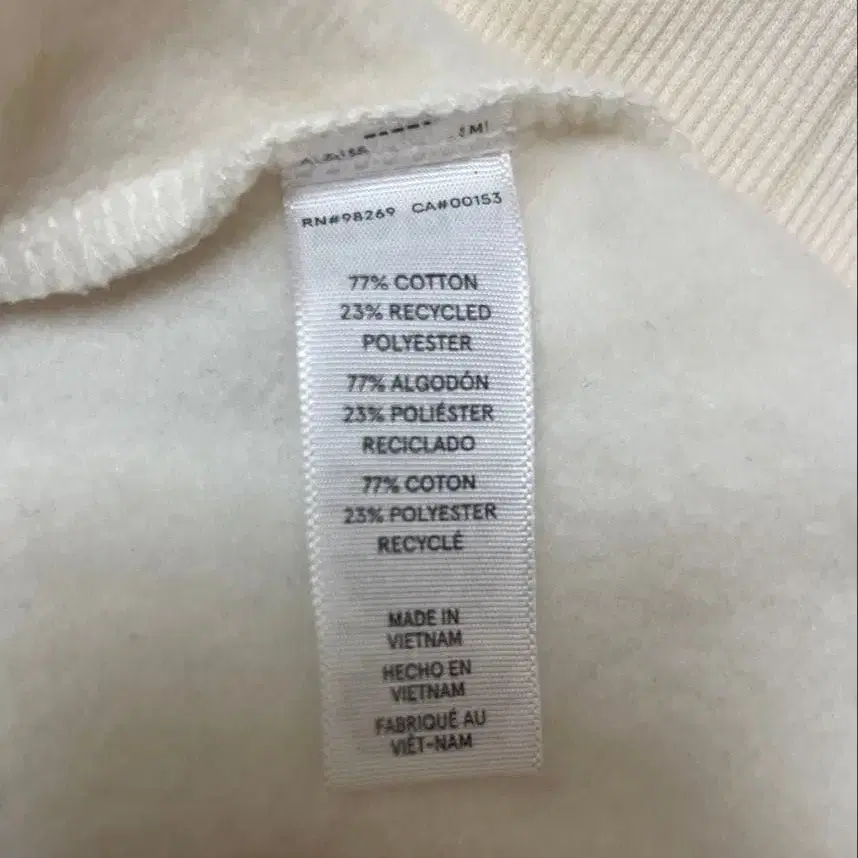 RN#98269 CA#00153
77% COTTON
23% RECYCLED
POLYESTER
77% ALGODÓN
23% POLIÉSTER
RECICLADO
77% COTON
23% POLYESTER
RECYCLÉ
MADE IN
VIETNAM
HECHO EN
VIETNAM
FABRIQUÉ AU
VIÊT-NAM